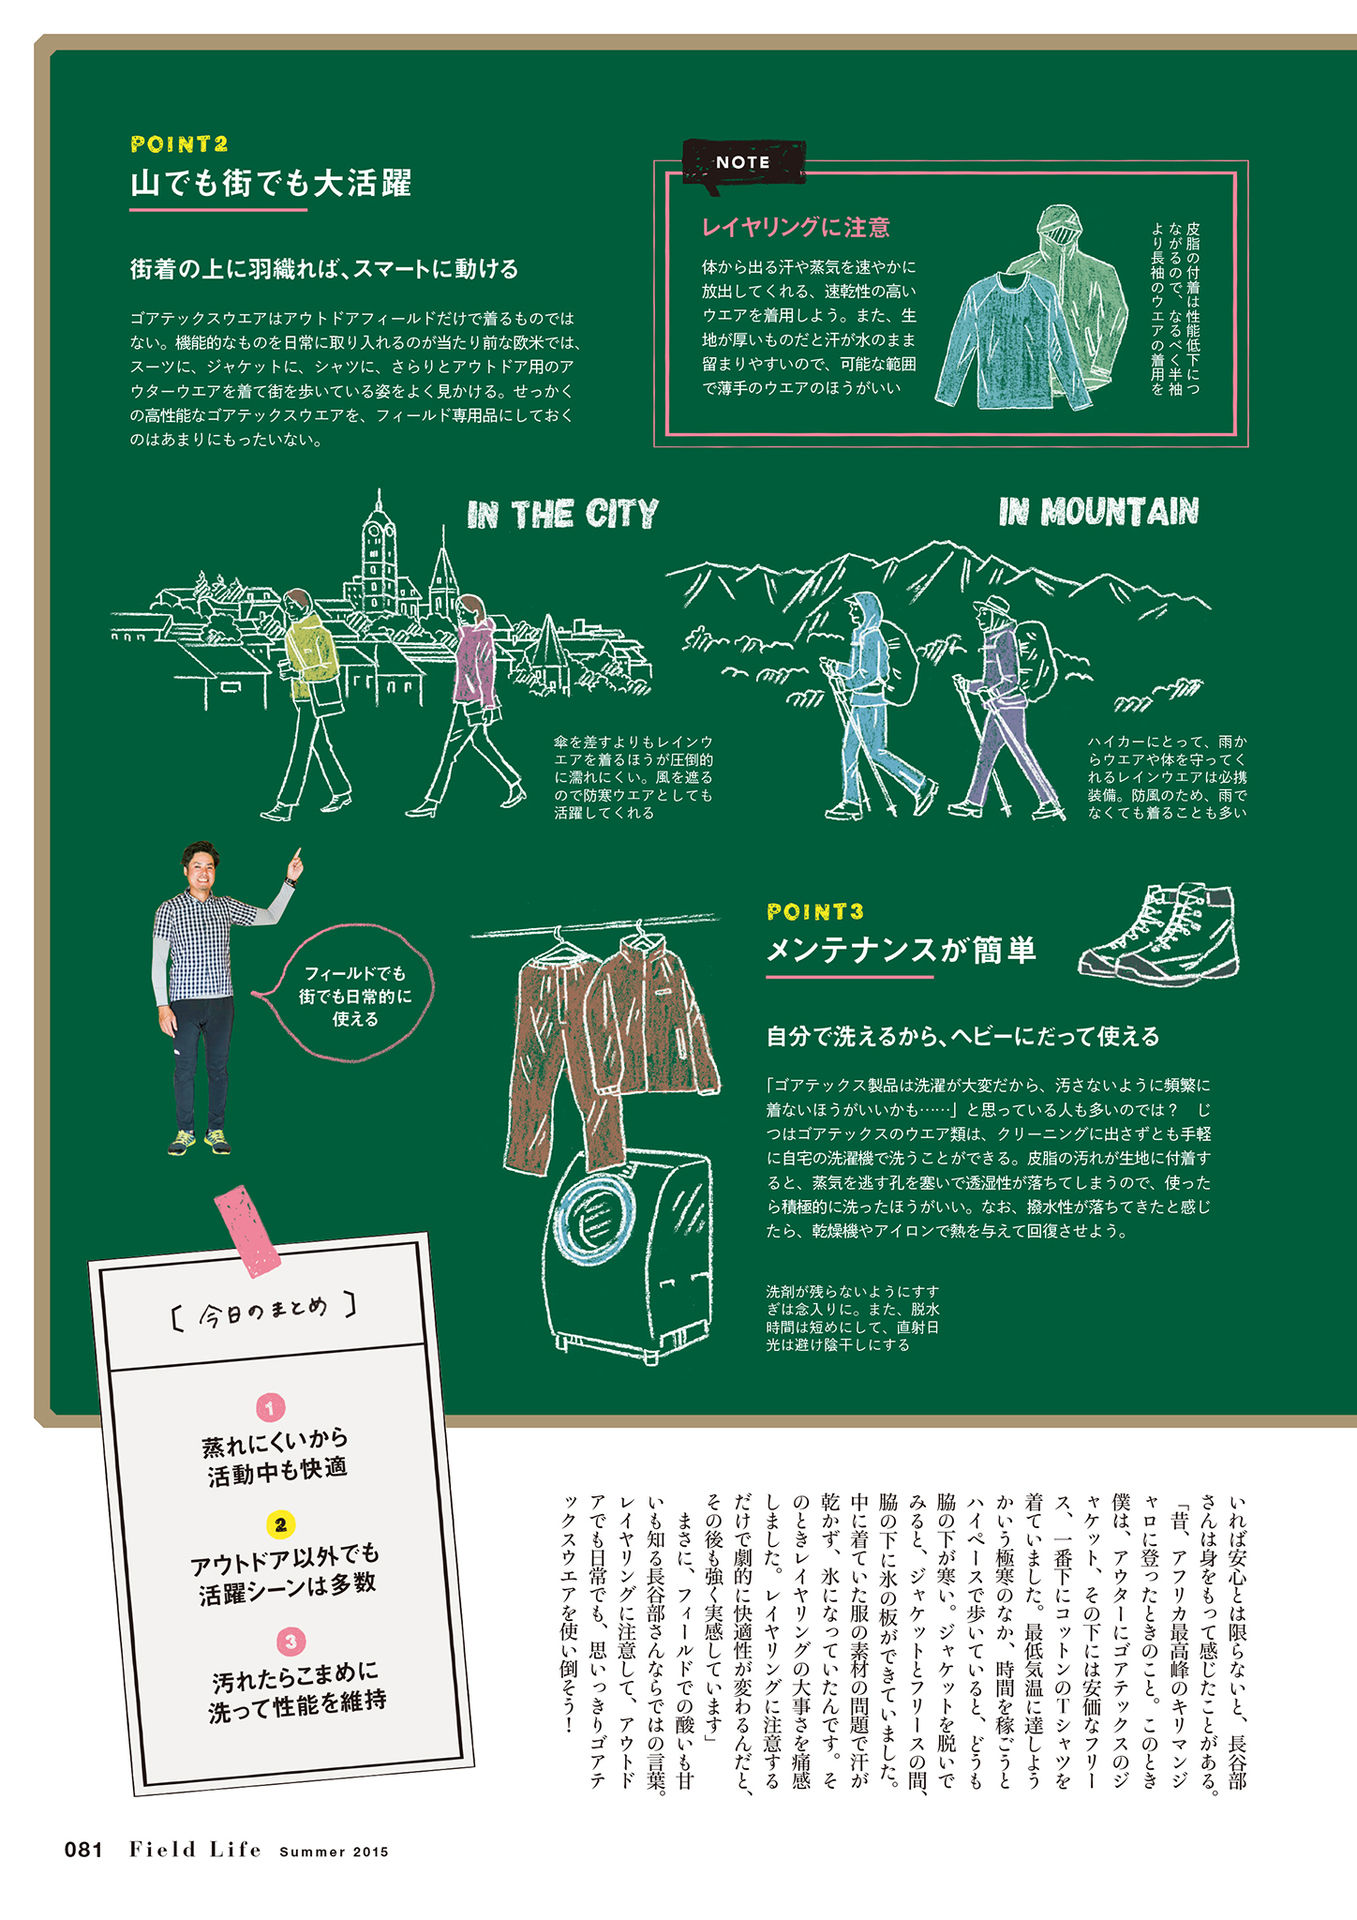 POINT2
山でも街でも大活躍
街着の上に羽織れば、スマートに動ける
ゴアテックスウエアはアウトドアフィールドだけで着るものでは
ない。機能的なものを日常に取り入れるのが当たり前な欧米では、
スーツに、ジャケットに、シャツに、さらりとアウトドア用のア
ウターウエアを着て街を歩いている姿をよく見かける。せっかく
の高性能なゴアテックスウエアを、フィールド専用品にしておく
のはあまりにもったいない。
NOTE
レイヤリングに注意
体から出る汗や蒸気を速やかに
放出してくれる、速乾性の高い
ウエアを着用しよう。また、生
地が厚いものだと汗が水のまま
留まりやすいので、可能な範囲
で薄手のウエアのほうがいい
皮脂の付着は性能低下につ
ながるので、なるべく半袖
より長袖のウエアの着用を
IN THE CITY
傘を差すよりもレインウ
エアを着るほうが圧倒的
に濡れにくい。風を遮る
ので防寒ウエアとしても
活躍してくれる
IN MOUNTAIN
ハイカーにとって、雨か
らウエアや体を守ってく
れるレインウエアは必携
装備。防風のため、雨で
なくても着ることも多い
フィールドでも
街でも日常的に
使える
POINT3
メンテナンスが簡単
自分で洗えるから、ヘビーにだって使える
「ゴアテックス製品は洗濯が大変だから、汚さないように頻繁に
着ないほうがいいかも……」と思っている人も多いのでは？　じ
つはゴアテックスのウエア類は、クリーニングに出さずとも手軽
に自宅の洗濯機で洗うことができる。皮脂の汚れが生地に付着す
ると、蒸気を逃す孔を塞いで透湿性が落ちてしまうので、使った
ら積極的に洗ったほうがいい。なお、撥水性が落ちてきたと感じ
たら、乾燥機やアイロンで熱を与えて回復させよう。
洗剤が残らないようにすす
ぎは念入りに。また、脱水
時間は短めにして、直射日
光は避け陰干しにする
[ 今日のまとめ ]
1
蒸れにくいから
活動中も快適
2
アウトドア以外でも
活躍シーンは多数
3
汚れたらこまめに
洗って性能を維持
いれば安心とは限らないと、長谷部
さんは身をもって感じたことがある。
「昔、アフリカ最高峰のキリマンジ
ャロに登ったときのこと。このとき
僕は、アウターにゴアテックスのジ
ャケット、その下には安価なフリー
ス、一番下にコットンのTシャツを
着ていました。最低気温に達しよう
かいう極寒のなか、時間を稼ごうと
ハイペースで歩いていると、どうも
脇の下が寒い。ジャケットを脱いで
みると、ジャケットとフリースの間、
脇の下に氷の板ができていました。
中に着ていた服の素材の問題で汗が
乾かず、氷になっていたんです。そ
のときレイヤリングの大事さを痛感
しました。レイヤリングに注意する
だけで劇的に快適性が変わるんだと、
その後も強く実感しています」
　まさに、フィールドでの酸いも甘
いも知る長谷部さんならではの言葉。
レイヤリングに注意して、アウトド
アでも日常でも、思いっきりゴアテ
ックスウエアを使い倒そう！
081 Field Life Summer 2015